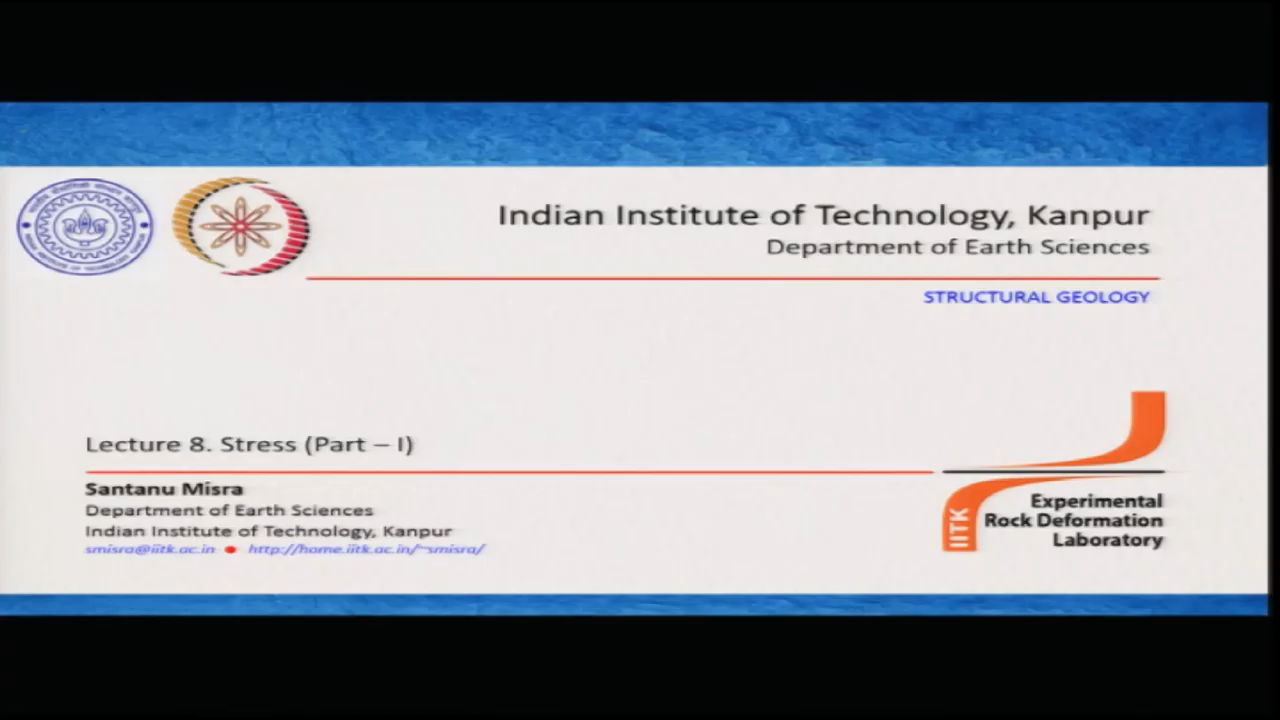 Indian Institute of Technology, Kanpur
Department of Earth Sciences
STRUCTURAL GEOLOGY
Lecture 8. Stress (Part – I)
Santanu Misra
Department of Earth Sciences
Indian Institute of Technology, Kanpur
smisra@iitk.ac.in ● http://home.iitk.ac.in/~smisra/
IITK
Experimental
Rock Deformation
Laboratory